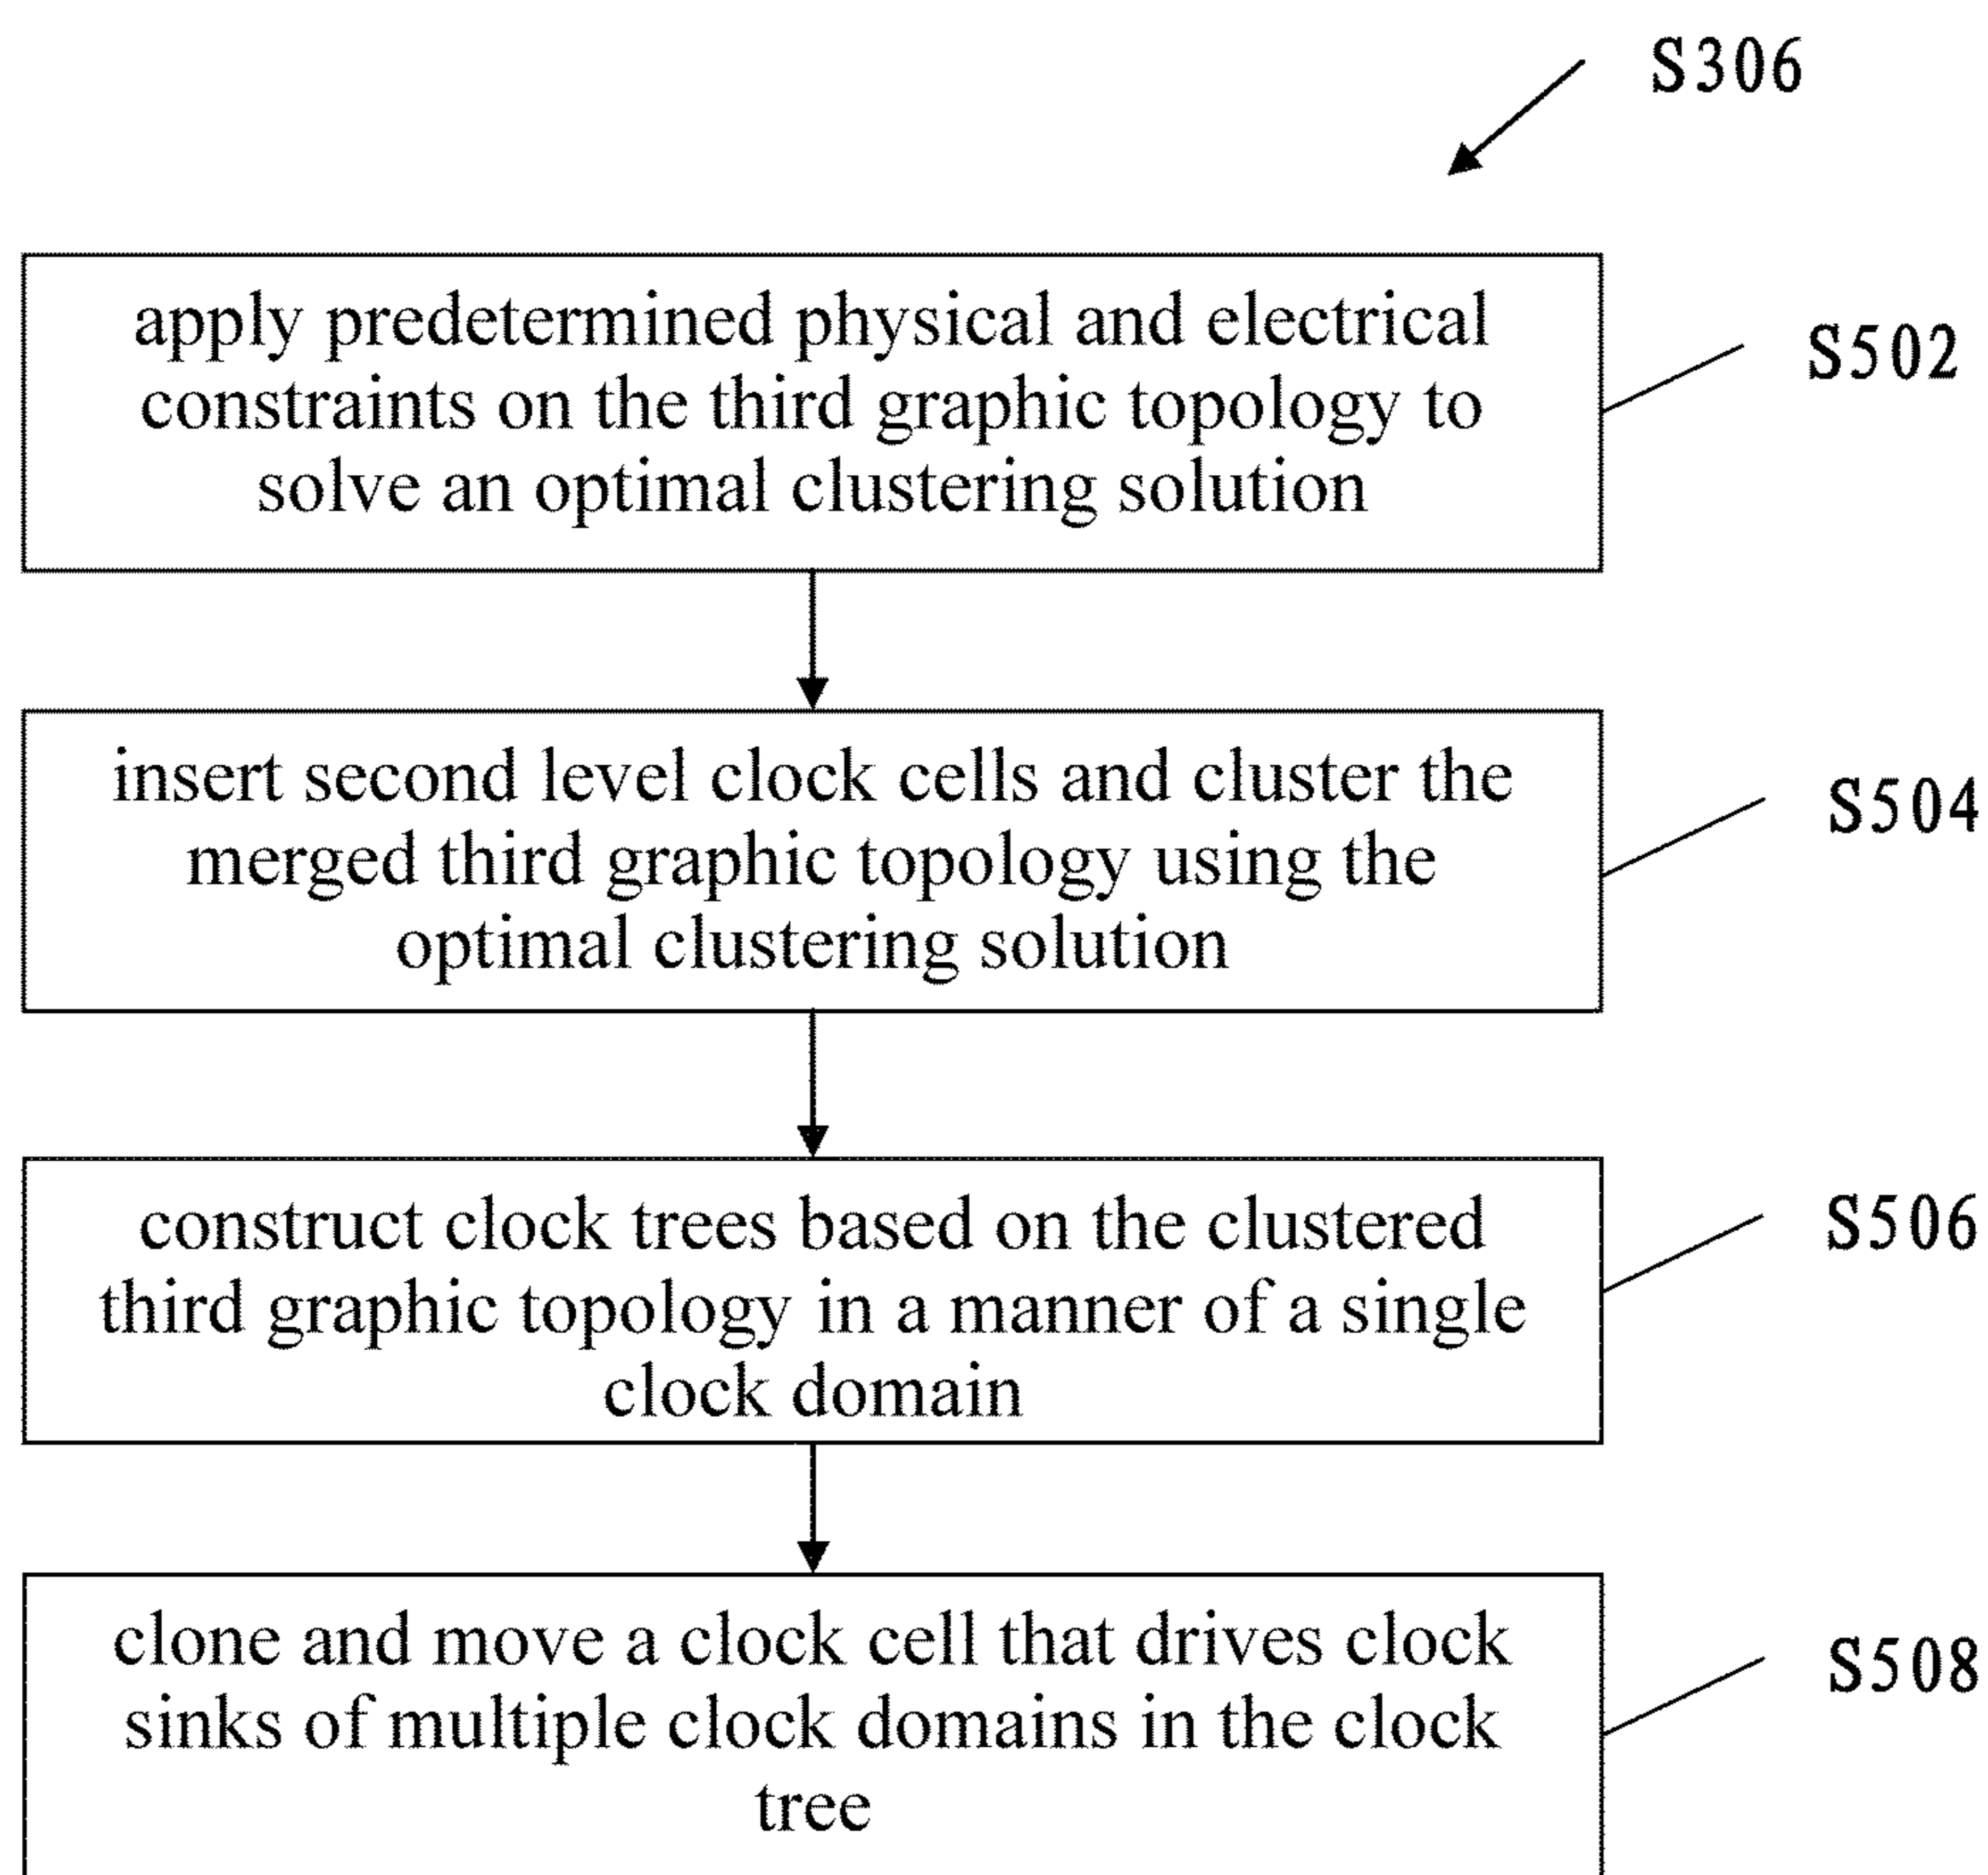 S306
apply predetermined physical and electrical
constraints on the third graphic topology to
solve an optimal clustering solution
S502
insert second level clock cells and cluster the
merged third graphic topology using the
optimal clustering solution
S504
construct clock trees based on the clustered
third graphic topology in a manner of a single
clock domain
S506
clone and move a clock cell that drives clock
sinks of multiple clock domains in the clock
tree
S508